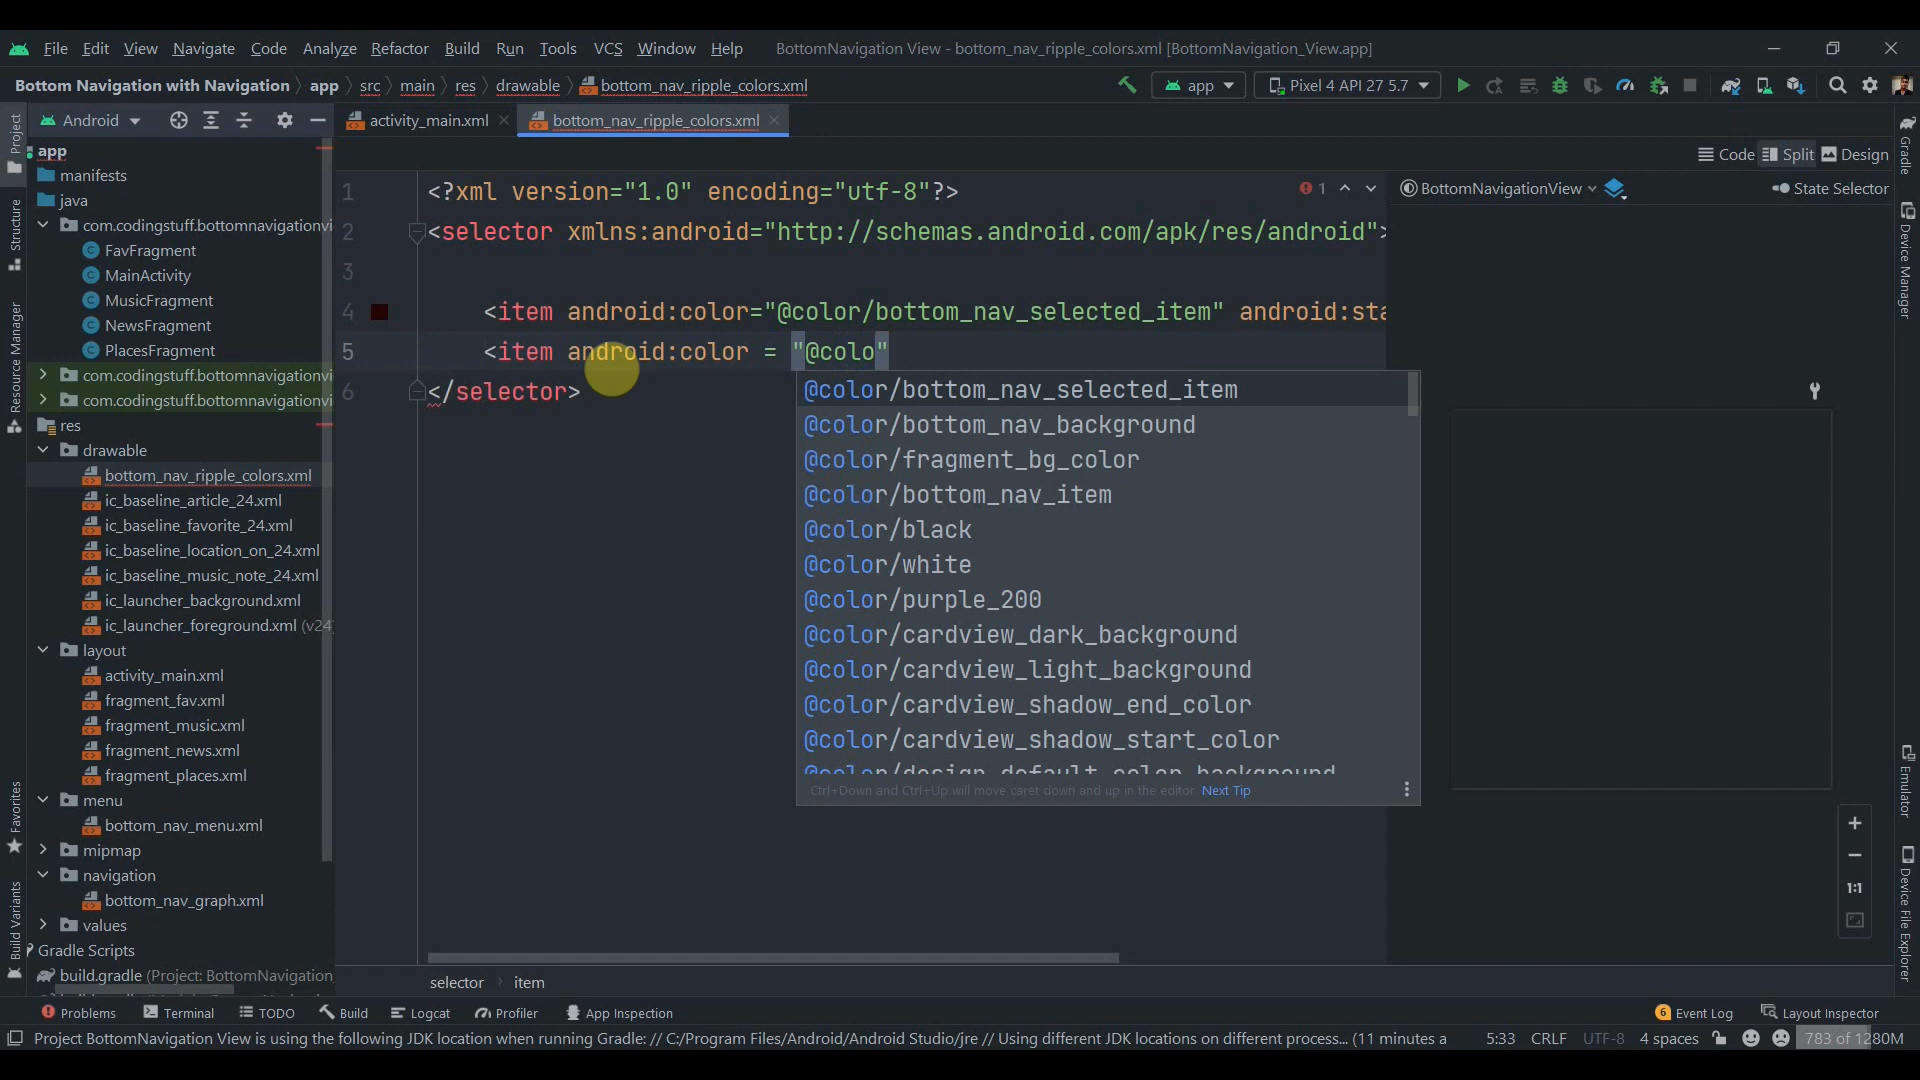 File Edit View Navigate Code Analyze Refactor Build Run Tools VCS Window Help BottomNavigation View - bottom_nav_ripple_colors.xml [BottomNavigation_View.app]
Bottom Navigation with Navigation app src main res drawable bottom_nav_ripple_colors.xml app Pixel 4 API 27 5.7
Android activity_main.xml bottom_nav_ripple_colors.xml
Code Split Design
BottomNavigationView State Selector
Project
Structure
Resource Manager
Favorites
Build Variants
app
manifests
java
com.codingstuff.bottomnavigationvi
FavFragment
MainActivity
MusicFragment
NewsFragment
PlacesFragment
com.codingstuff.bottomnavigationvi
com.codingstuff.bottomnavigationvi
res
drawable
bottom_nav_ripple_colors.xml
ic_baseline_article_24.xml
ic_baseline_favorite_24.xml
ic_baseline_location_on_24.xml
ic_baseline_music_note_24.xml
ic_launcher_background.xml
ic_launcher_foreground.xml (v24
layout
activity_main.xml
fragment_fav.xml
fragment_music.xml
fragment_news.xml
fragment_places.xml
menu
bottom_nav_menu.xml
mipmap
navigation
bottom_nav_graph.xml
values
Gradle Scripts
build.gradle (Project: BottomNavigation
1 <?xml version="1.0" encoding="utf-8"?> 1
2 <selector xmlns:android="http://schemas.android.com/apk/res/android">
3
4 <item android:color="@color/bottom_nav_selected_item" android:sta
5 <item android:color = "@colo"
6 </selector>
@color/bottom_nav_selected_item
@color/bottom_nav_background
@color/fragment_bg_color
@color/bottom_nav_item
@color/black
@color/white
@color/purple_200
@color/cardview_dark_background
@color/cardview_light_background
@color/cardview_shadow_end_color
@color/cardview_shadow_start_color
@color/design_default_color_background
Ctrl+Down and Ctrl+Up will move caret down and up in the editor Next Tip
1:1
Gradle
Device Manager
Emulator
Device File Explorer
selector item
Problems Terminal TODO Build Logcat Profiler App Inspection 6 Event Log Layout Inspector
Project BottomNavigation View is using the following JDK location when running Gradle: // C:/Program Files/Android/Android Studio/jre // Using different JDK locations on different process... (11 minutes a 5:33 CRLF UTF-8 4 spaces 783 of 1280M